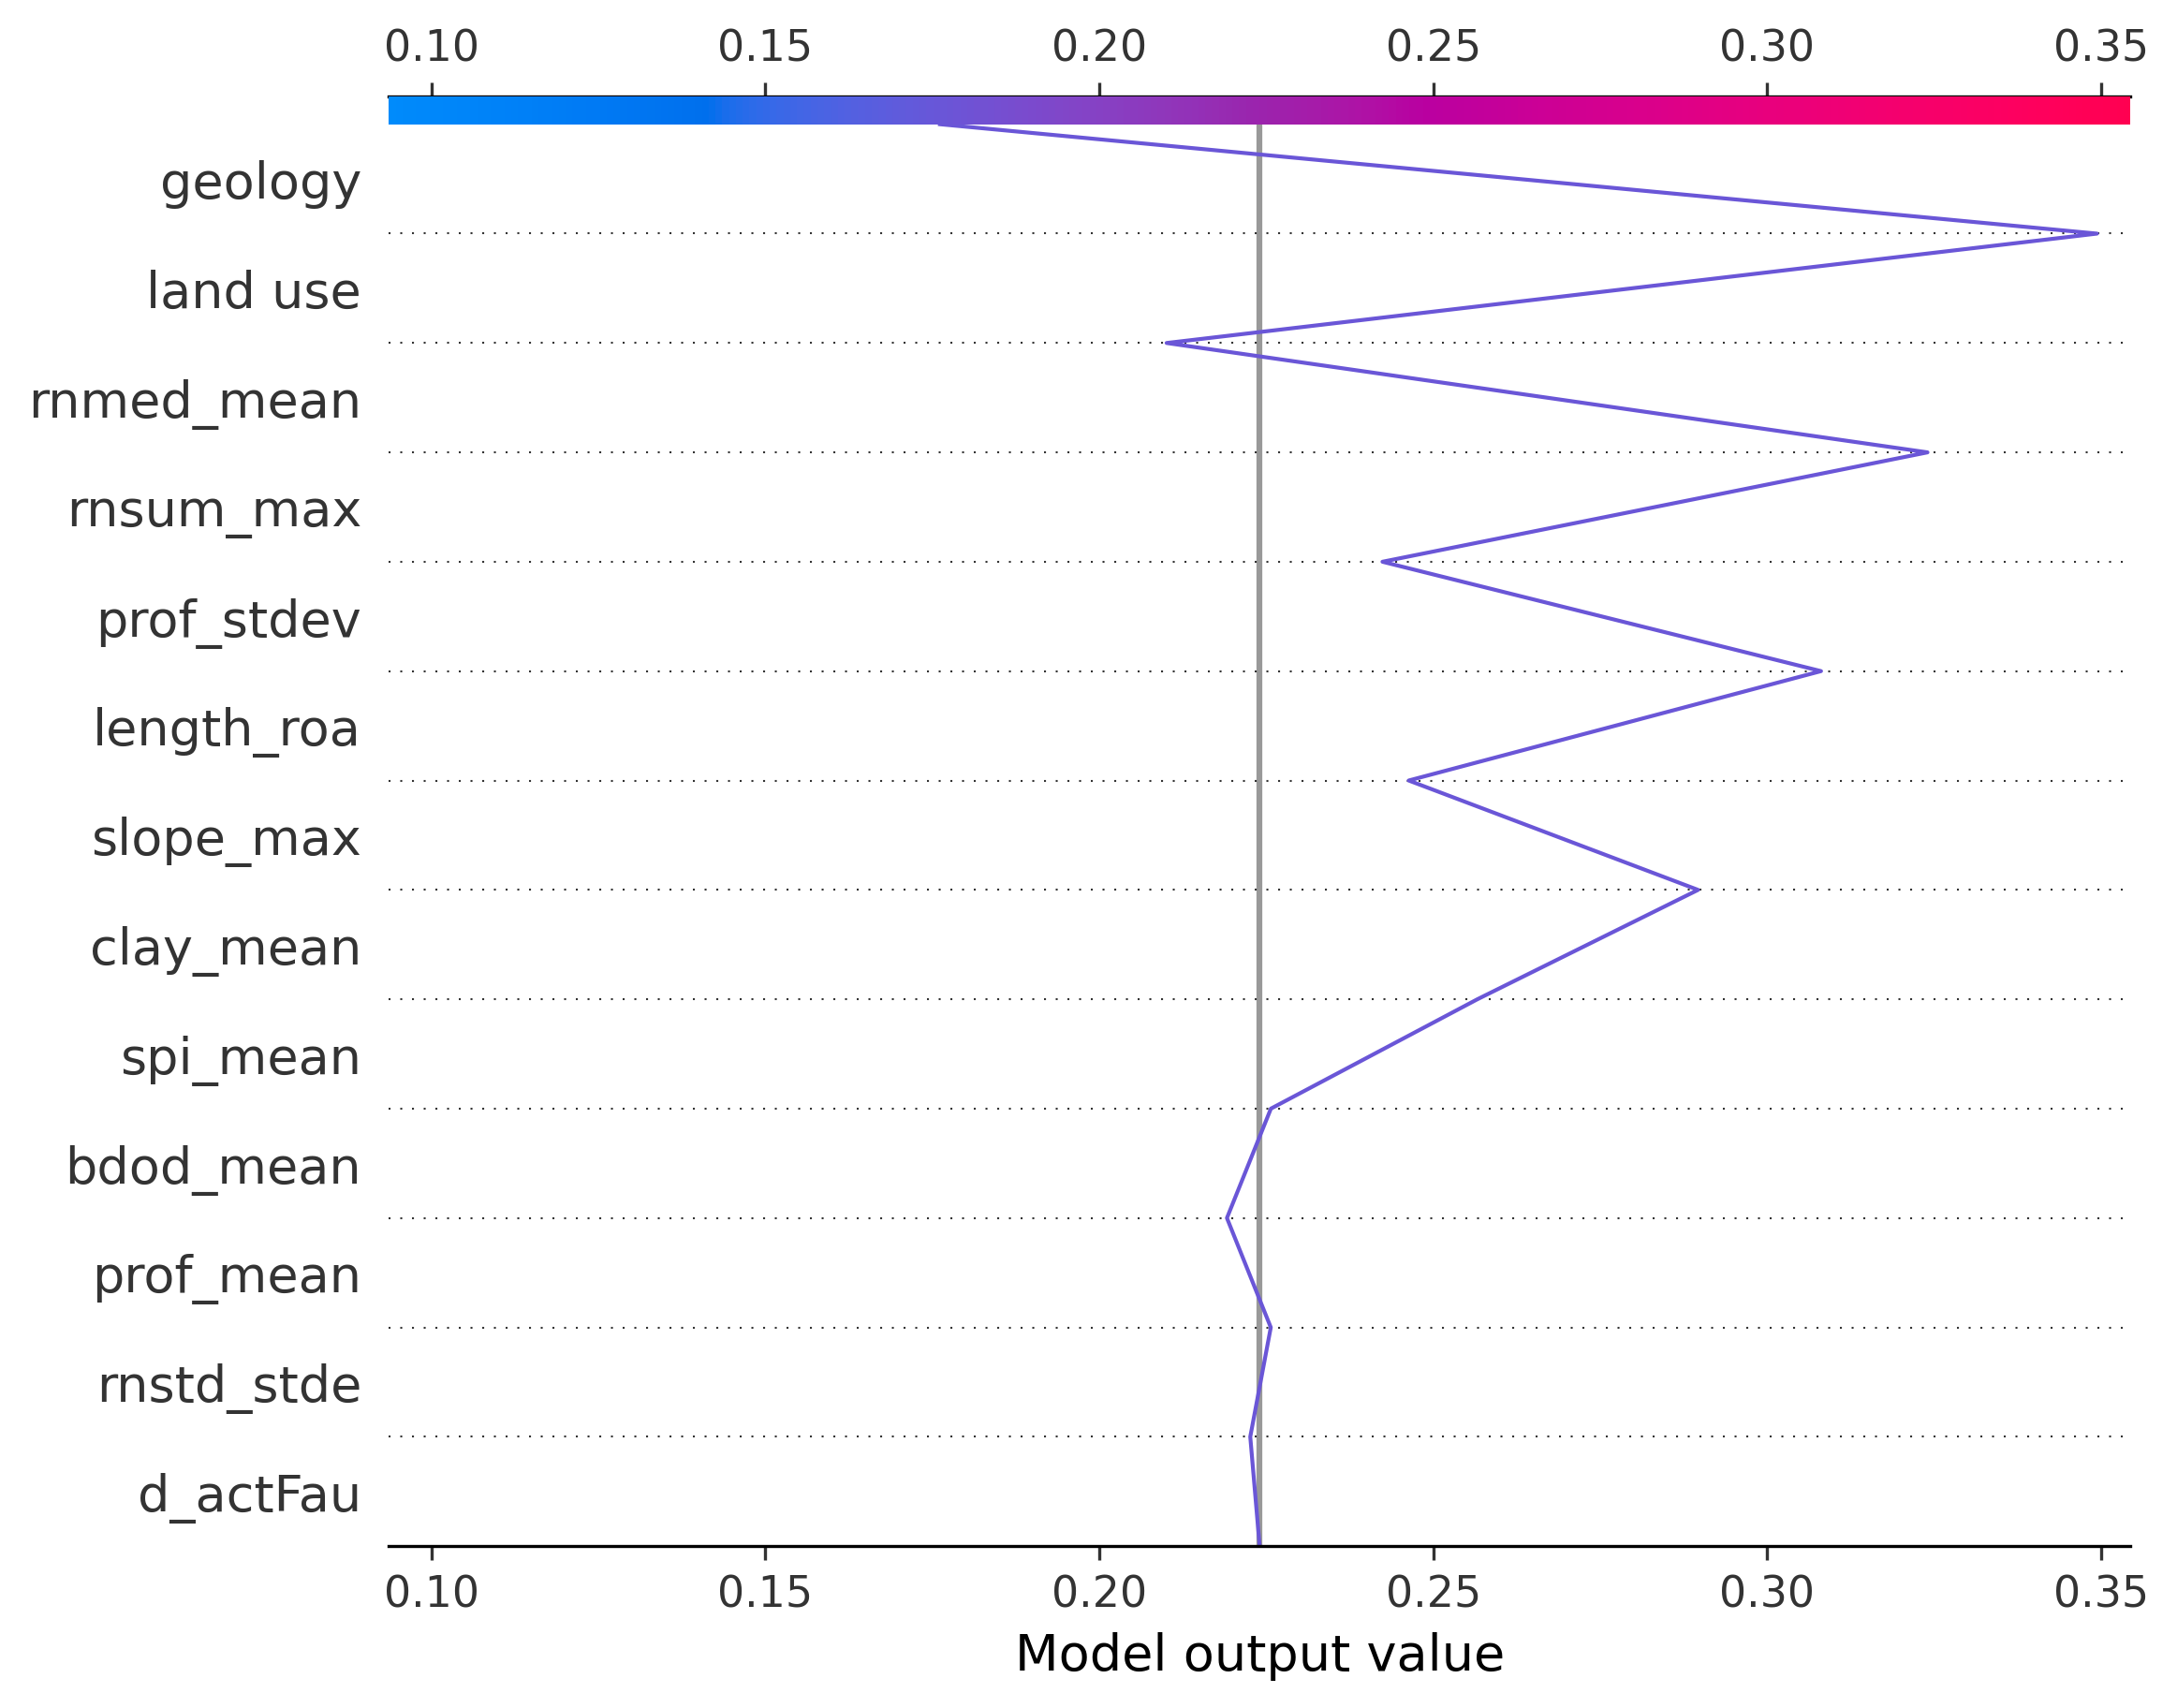 0.10 0.15 0.20 0.25 0.30 0.35
geology
land use
rnmed_mean
rnsum_max
prof_stdev
length_roa
slope_max
clay_mean
spi_mean
bdod_mean
prof_mean
rnstd_stde
d_actFau
0.10 0.15 0.20 0.25 0.30 0.35
Model output value